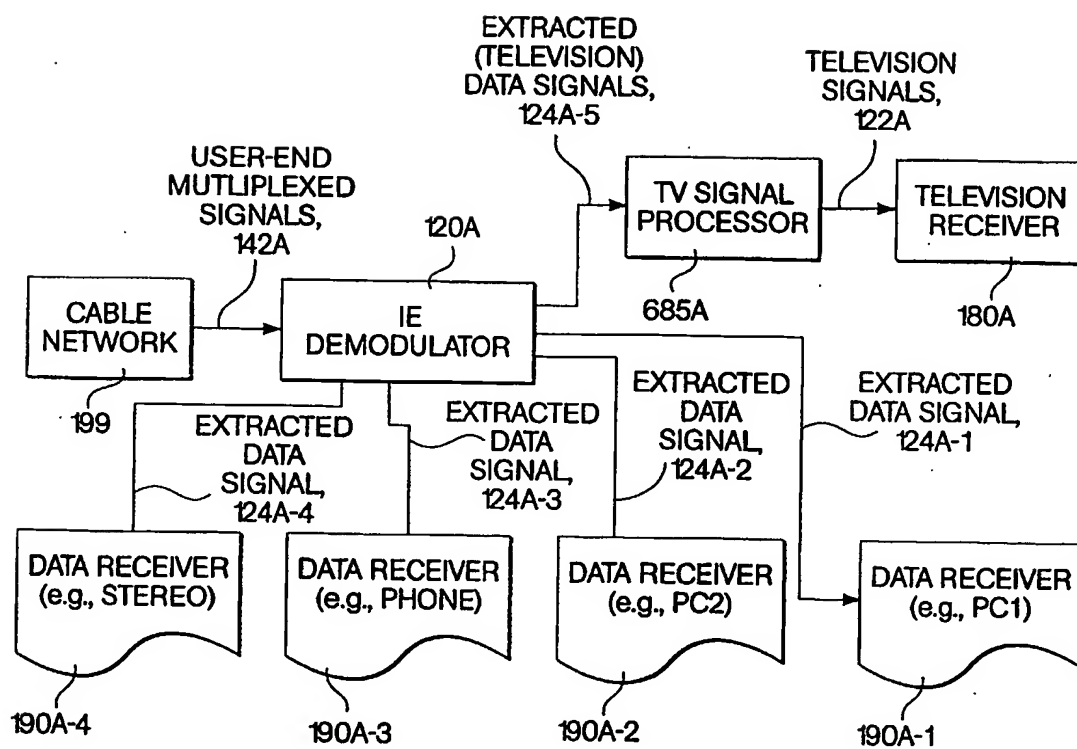 EXTRACTED
(TELEVISION)
DATA SIGNALS,
124A-5
TELEVISION
SIGNALS,
122A
USER-END
MUTLIPLEXED
SIGNALS,
142A
120A
TV SIGNAL
PROCESSOR
TELEVISION
RECEIVER
CABLE
NETWORK
IE
DEMODULATOR
685A
180A
199
EXTRACTED
DATA
SIGNAL,
124A-4
EXTRACTED
DATA
SIGNAL,
124A-3
EXTRACTED
DATA
SIGNAL,
124A-2
EXTRACTED
DATA SIGNAL,
124A-1
DATA RECEIVER
(e.g., STEREO)
DATA RECEIVER
(e.g., PHONE)
DATA RECEIVER
(e.g., PC2)
DATA RECEIVER
(e.g., PC1)
190A-4
190A-3
190A-2
190A-1